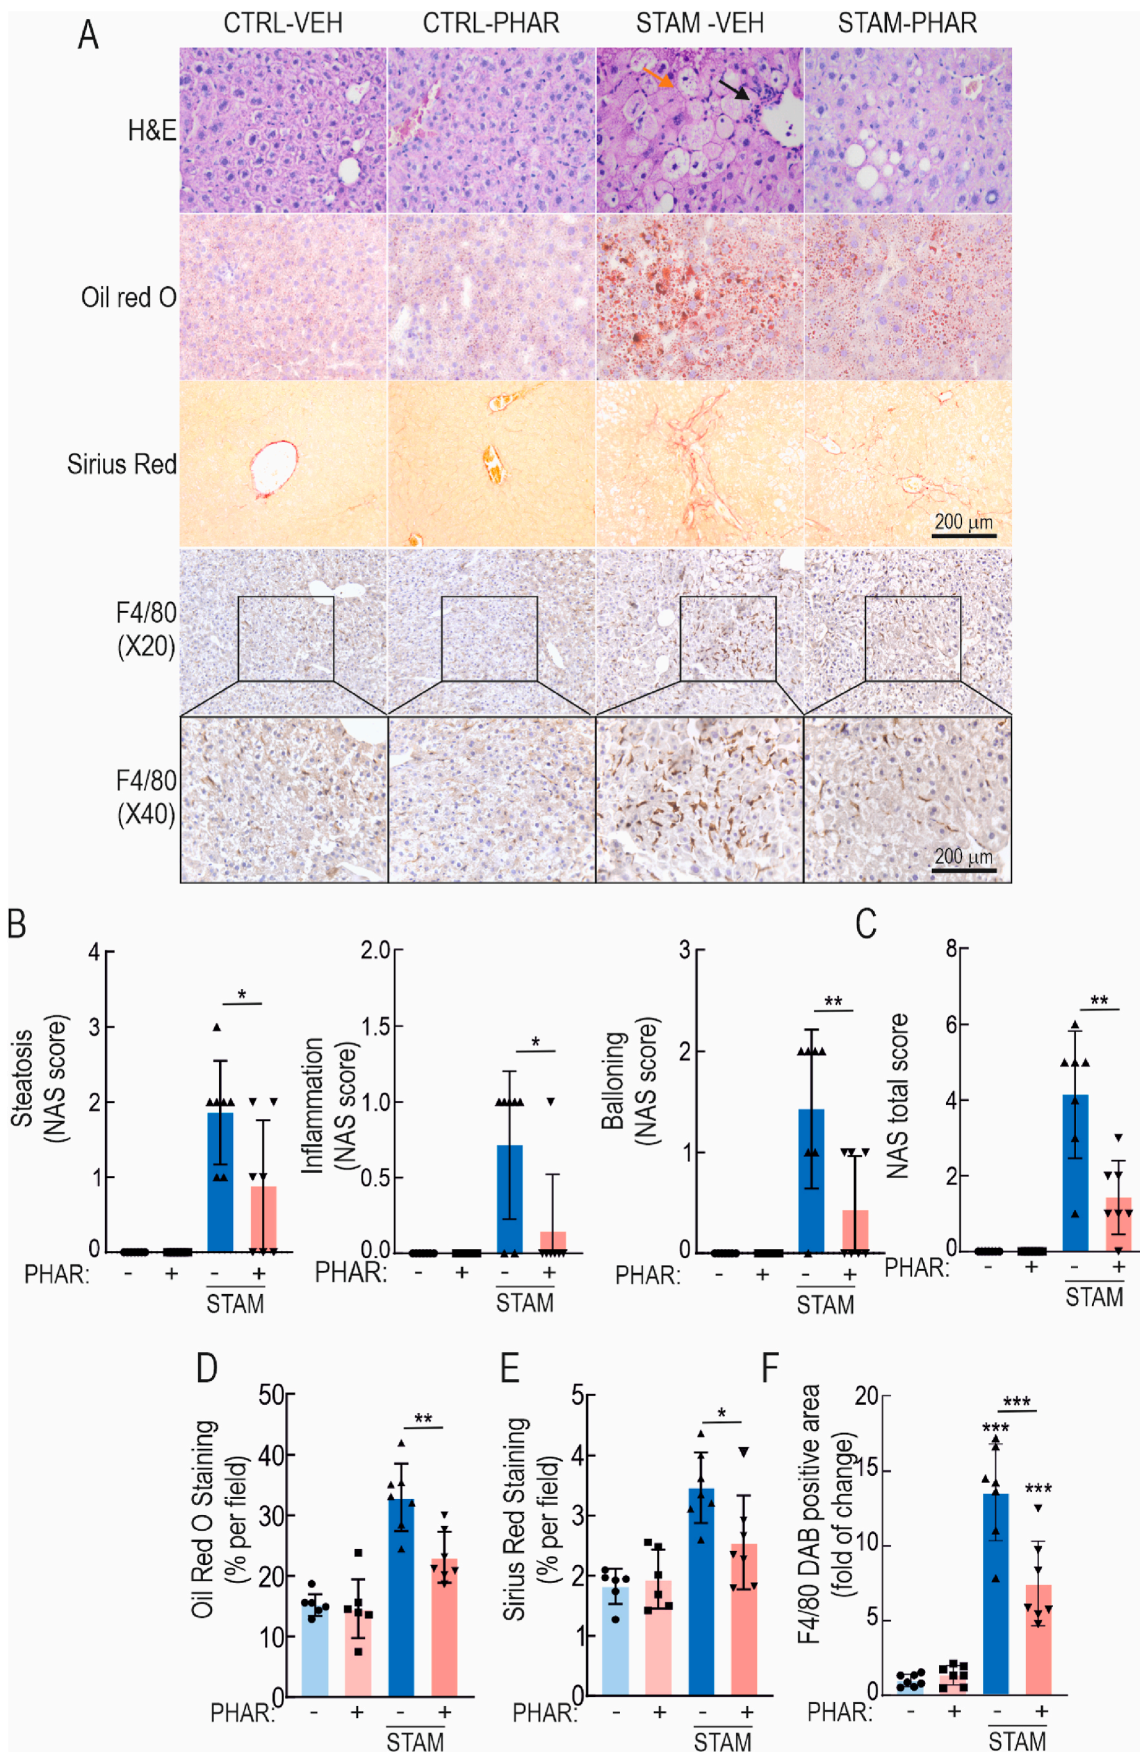 A
CTRL-VEH
CTRL-PHAR
STAM -VEH
STAM-PHAR
H&E
Oil red O
Sirius Red
200 μm
F4/80
(X20)
F4/80
(X40)
200 μm
B
Steatosis
(NAS score)
4
3
2
1
0
*
PHAR:
- + - +
STAM
Inflammation
(NAS score)
2.0
1.5
1.0
0.5
0.0
*
PHAR:
- + - +
STAM
Balloning
(NAS score)
3
2
1
0
**
PHAR:
- + - +
STAM
C
NAS total score
8
6
4
2
0
**
PHAR:
- + - +
STAM
D
Oil Red O Staining
(% per field)
50
40
30
20
10
0
**
PHAR:
- + - +
STAM
E
Sirius Red Staining
(% per field)
5
4
3
2
1
0
*
PHAR:
- + - +
STAM
F
F4/80 DAB positive area
(fold of change)
20
15
10
5
0
***
***
***
PHAR:
- + - +
STAM